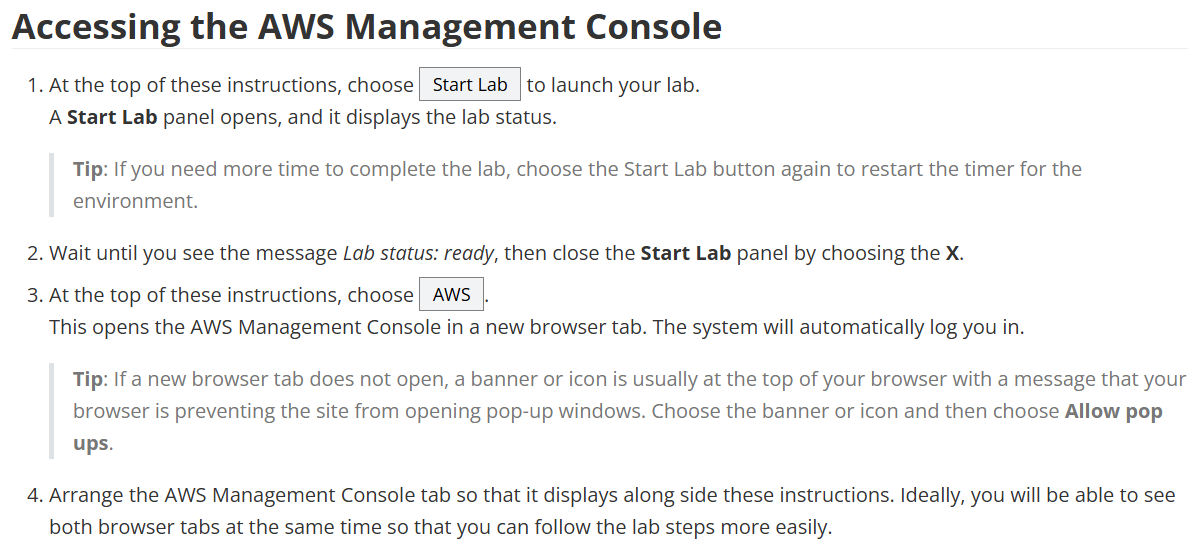 Accessing the AWS Management Console
1. At the top of these instructions, choose Start Lab to launch your lab.
A Start Lab panel opens, and it displays the lab status.
Tip: If you need more time to complete the lab, choose the Start Lab button again to restart the timer for the
environment.
2. Wait until you see the message Lab status: ready, then close the Start Lab panel by choosing the X.
3. At the top of these instructions, choose AWS.
This opens the AWS Management Console in a new browser tab. The system will automatically log you in.
Tip: If a new browser tab does not open, a banner or icon is usually at the top of your browser with a message that your
browser is preventing the site from opening pop-up windows. Choose the banner or icon and then choose Allow pop
ups.
4. Arrange the AWS Management Console tab so that it displays along side these instructions. Ideally, you will be able to see
both browser tabs at the same time so that you can follow the lab steps more easily.